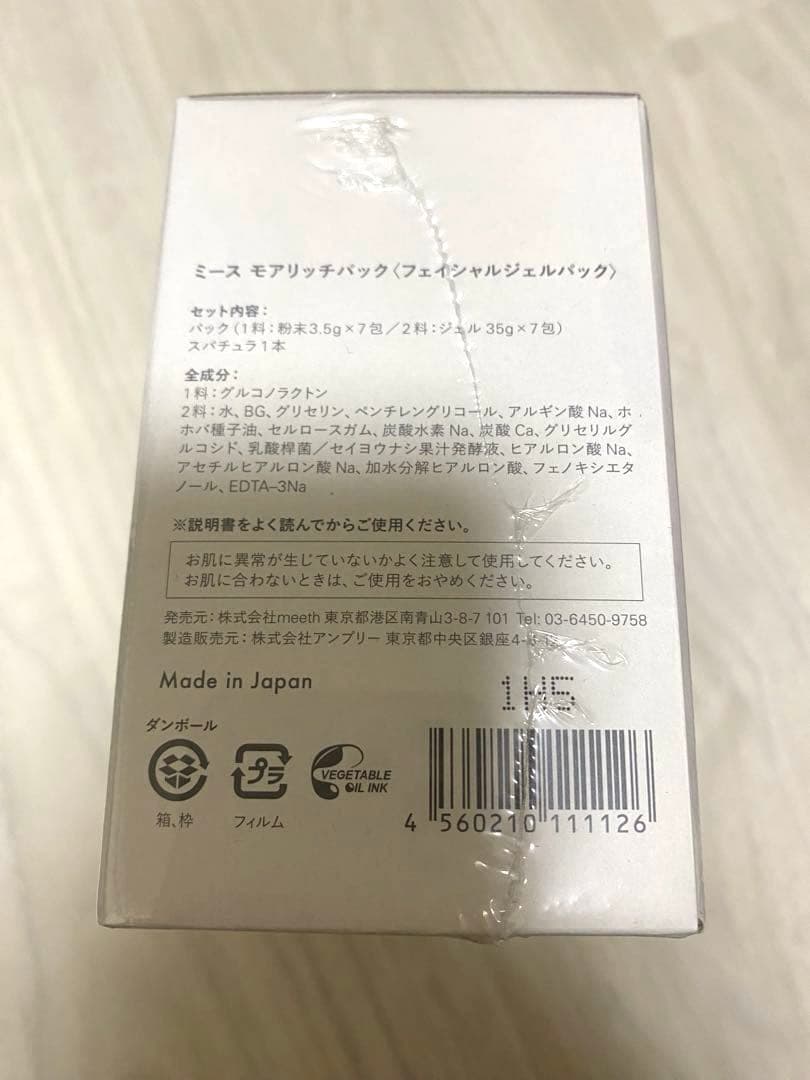 ミース モアリッチパック〈フェイシャルジェルパック〉
セット内容：
パック（1料：粉末3.5g×7包／2料：ジェル 35g×7包）
スパチュラ1本
全成分：
1料：グルコノラクトン
2料：水、BG、グリセリン、ペンチレングリコール、アルギン酸Na、ホ
ホバ種子油、セルロースガム、炭酸水素Na、炭酸Ca、グリセリルグ
ルコシド、乳酸桿菌／セイヨウナシ果汁発酵液、ヒアルロン酸Na、
アセチルヒアルロン酸Na、加水分解ヒアルロン酸、フェノキシエタ
ノール、EDTA–3Na
※説明書をよく読んでからご使用ください。
お肌に異常が生じていないかよく注意して使用してください。
お肌に合わないときは、ご使用をおやめください。
発売元：株式会社meeth 東京都港区南青山3-8-7 101 Tel: 03-6450-9758
製造販売元：株式会社アンブリー 東京都中央区銀座
Made in Japan
1H5
ダンボール
プラ
VEGETABLE
OIL INK
箱、枠
フィルム
4 560210 111126